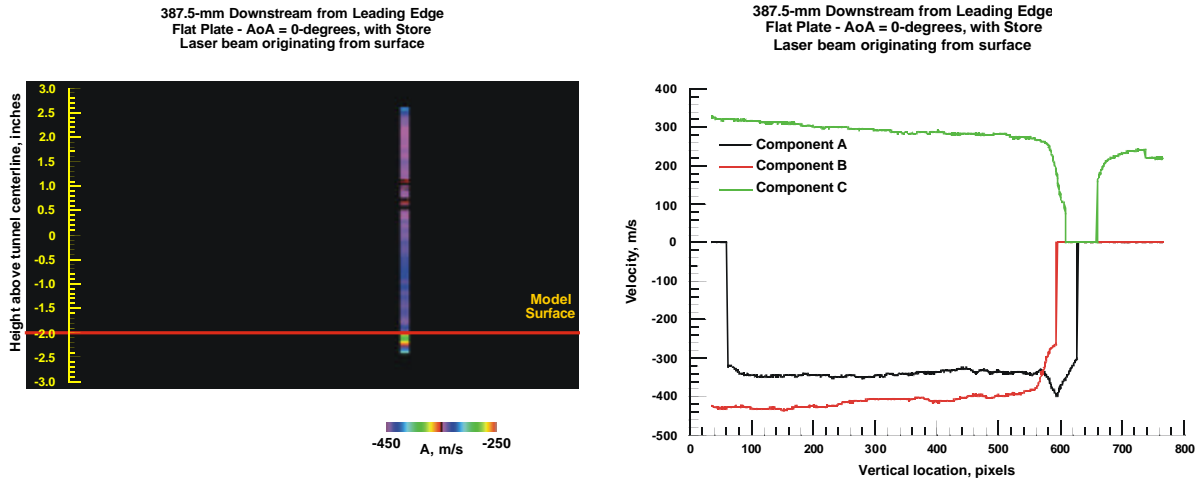 387.5-mm Downstream from Leading Edge
Flat Plate - AoA = 0-degrees, with Store
Laser beam originating from surface
Height above tunnel centerline, inches
3.0
2.5
2.0
1.5
1.0
0.5
0
-0.5
-1.0
-1.5
-2.0
-2.5
-3.0
Model
Surface
-450
-250
A, m/s
387.5-mm Downstream from Leading Edge
Flat Plate - AoA = 0-degrees, with Store
Laser beam originating from surface
Velocity, m/s
400
300
200
100
0
-100
-200
-300
-400
-500
Component A
Component B
Component C
0 100 200 300 400 500 600 700 800
Vertical location, pixels